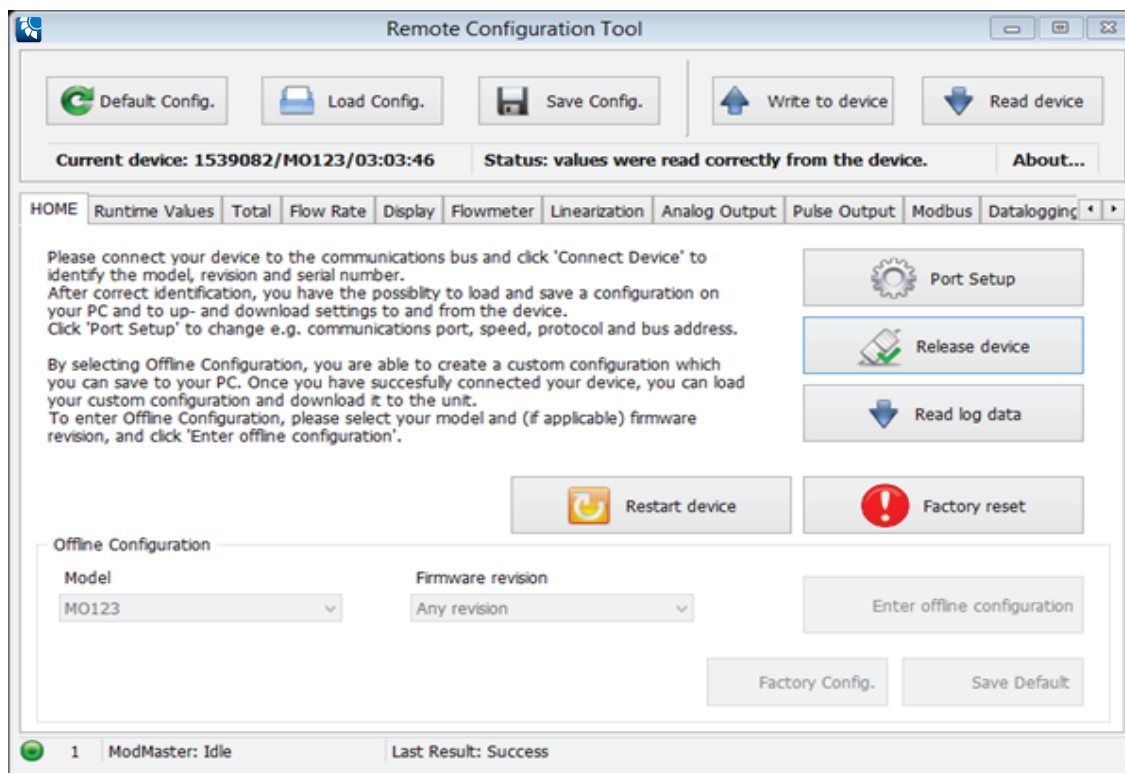 Remote Configuration Tool
Default Config.
Load Config.
Save Config.
Write to device
Read device
Current device: 1539082/MO123/03:03:46
Status: values were read correctly from the device.
About...
HOME
Runtime Values
Total
Flow Rate
Display
Flowmeter
Linearization
Analog Output
Pulse Output
Modbus
Datalogging
Please connect your device to the communications bus and click 'Connect Device' to
identify the model, revision and serial number.
After correct identification, you have the possiblity to load and save a configuration on
your PC and to up- and download settings to and from the device.
Click 'Port Setup' to change e.g. communications port, speed, protocol and bus address.
By selecting Offline Configuration, you are able to create a custom configuration which
you can save to your PC. Once you have succesfully connected your device, you can load
your custom configuration and download it to the unit.
To enter Offline Configuration, please select your model and (if applicable) firmware
revision, and click 'Enter offline configuration'.
Port Setup
Release device
Read log data
Restart device
Factory reset
Offline Configuration
Model
Firmware revision
MO123
Any revision
Enter offline configuration
Factory Config.
Save Default
1
ModMaster: Idle
Last Result: Success